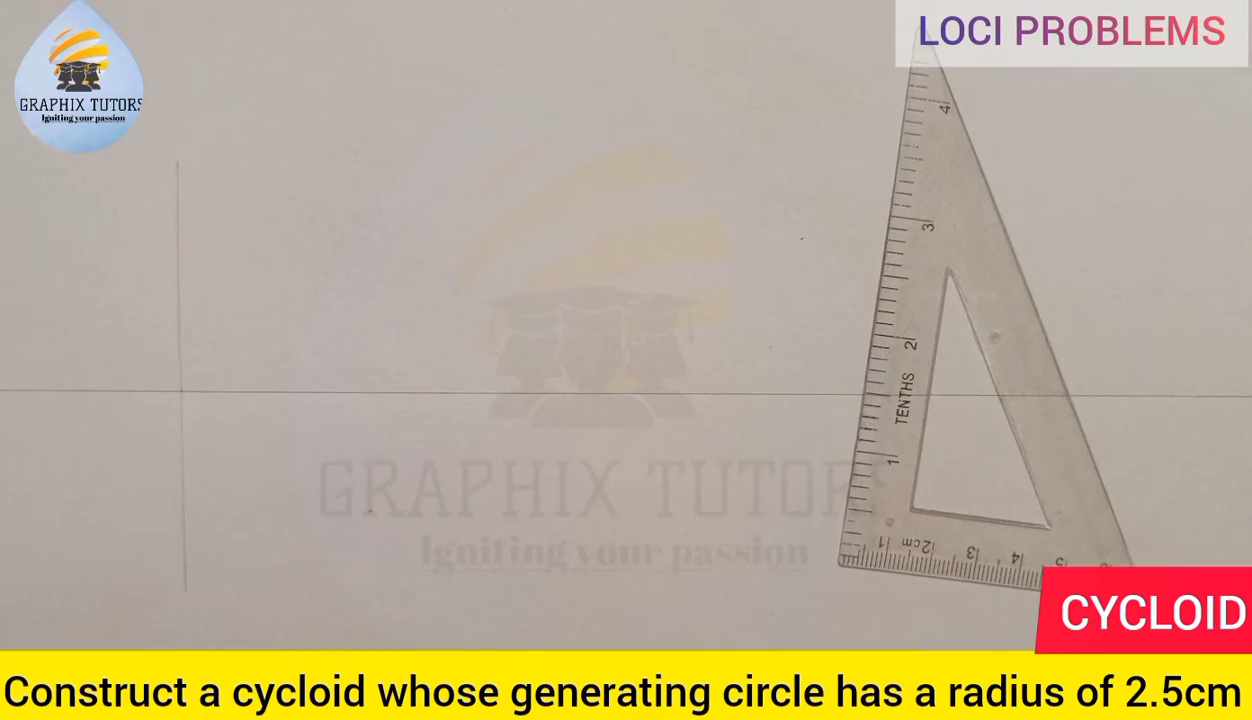 LOCI PROBLEMS
GRAPHIX TUTORS
Igniting your passion
4
3
2
TENTHS
1
GRAPHIX TUTORS
Igniting your passion
1 2cm 3 4 5
CYCLOID
Construct a cycloid whose generating circle has a radius of 2.5cm